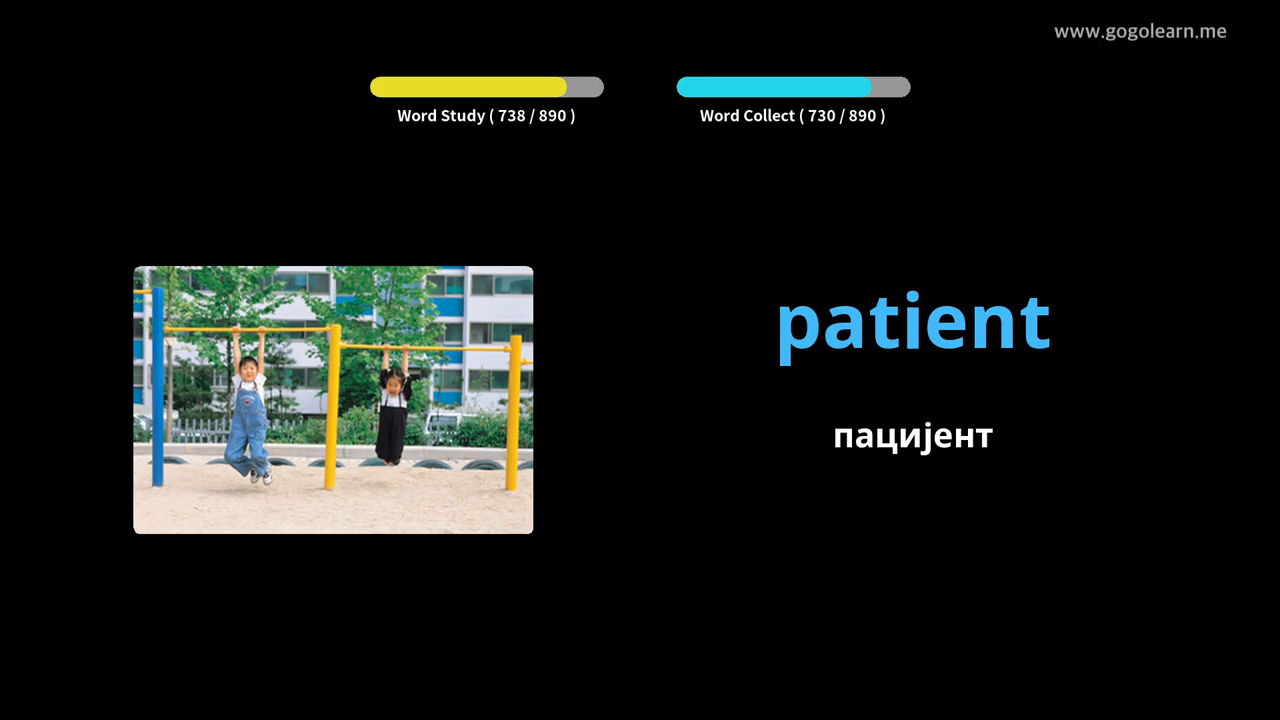 www.gogolearn.me
Word Study ( 738 / 890 )
Word Collect ( 730 / 890 )
patient
пацијент